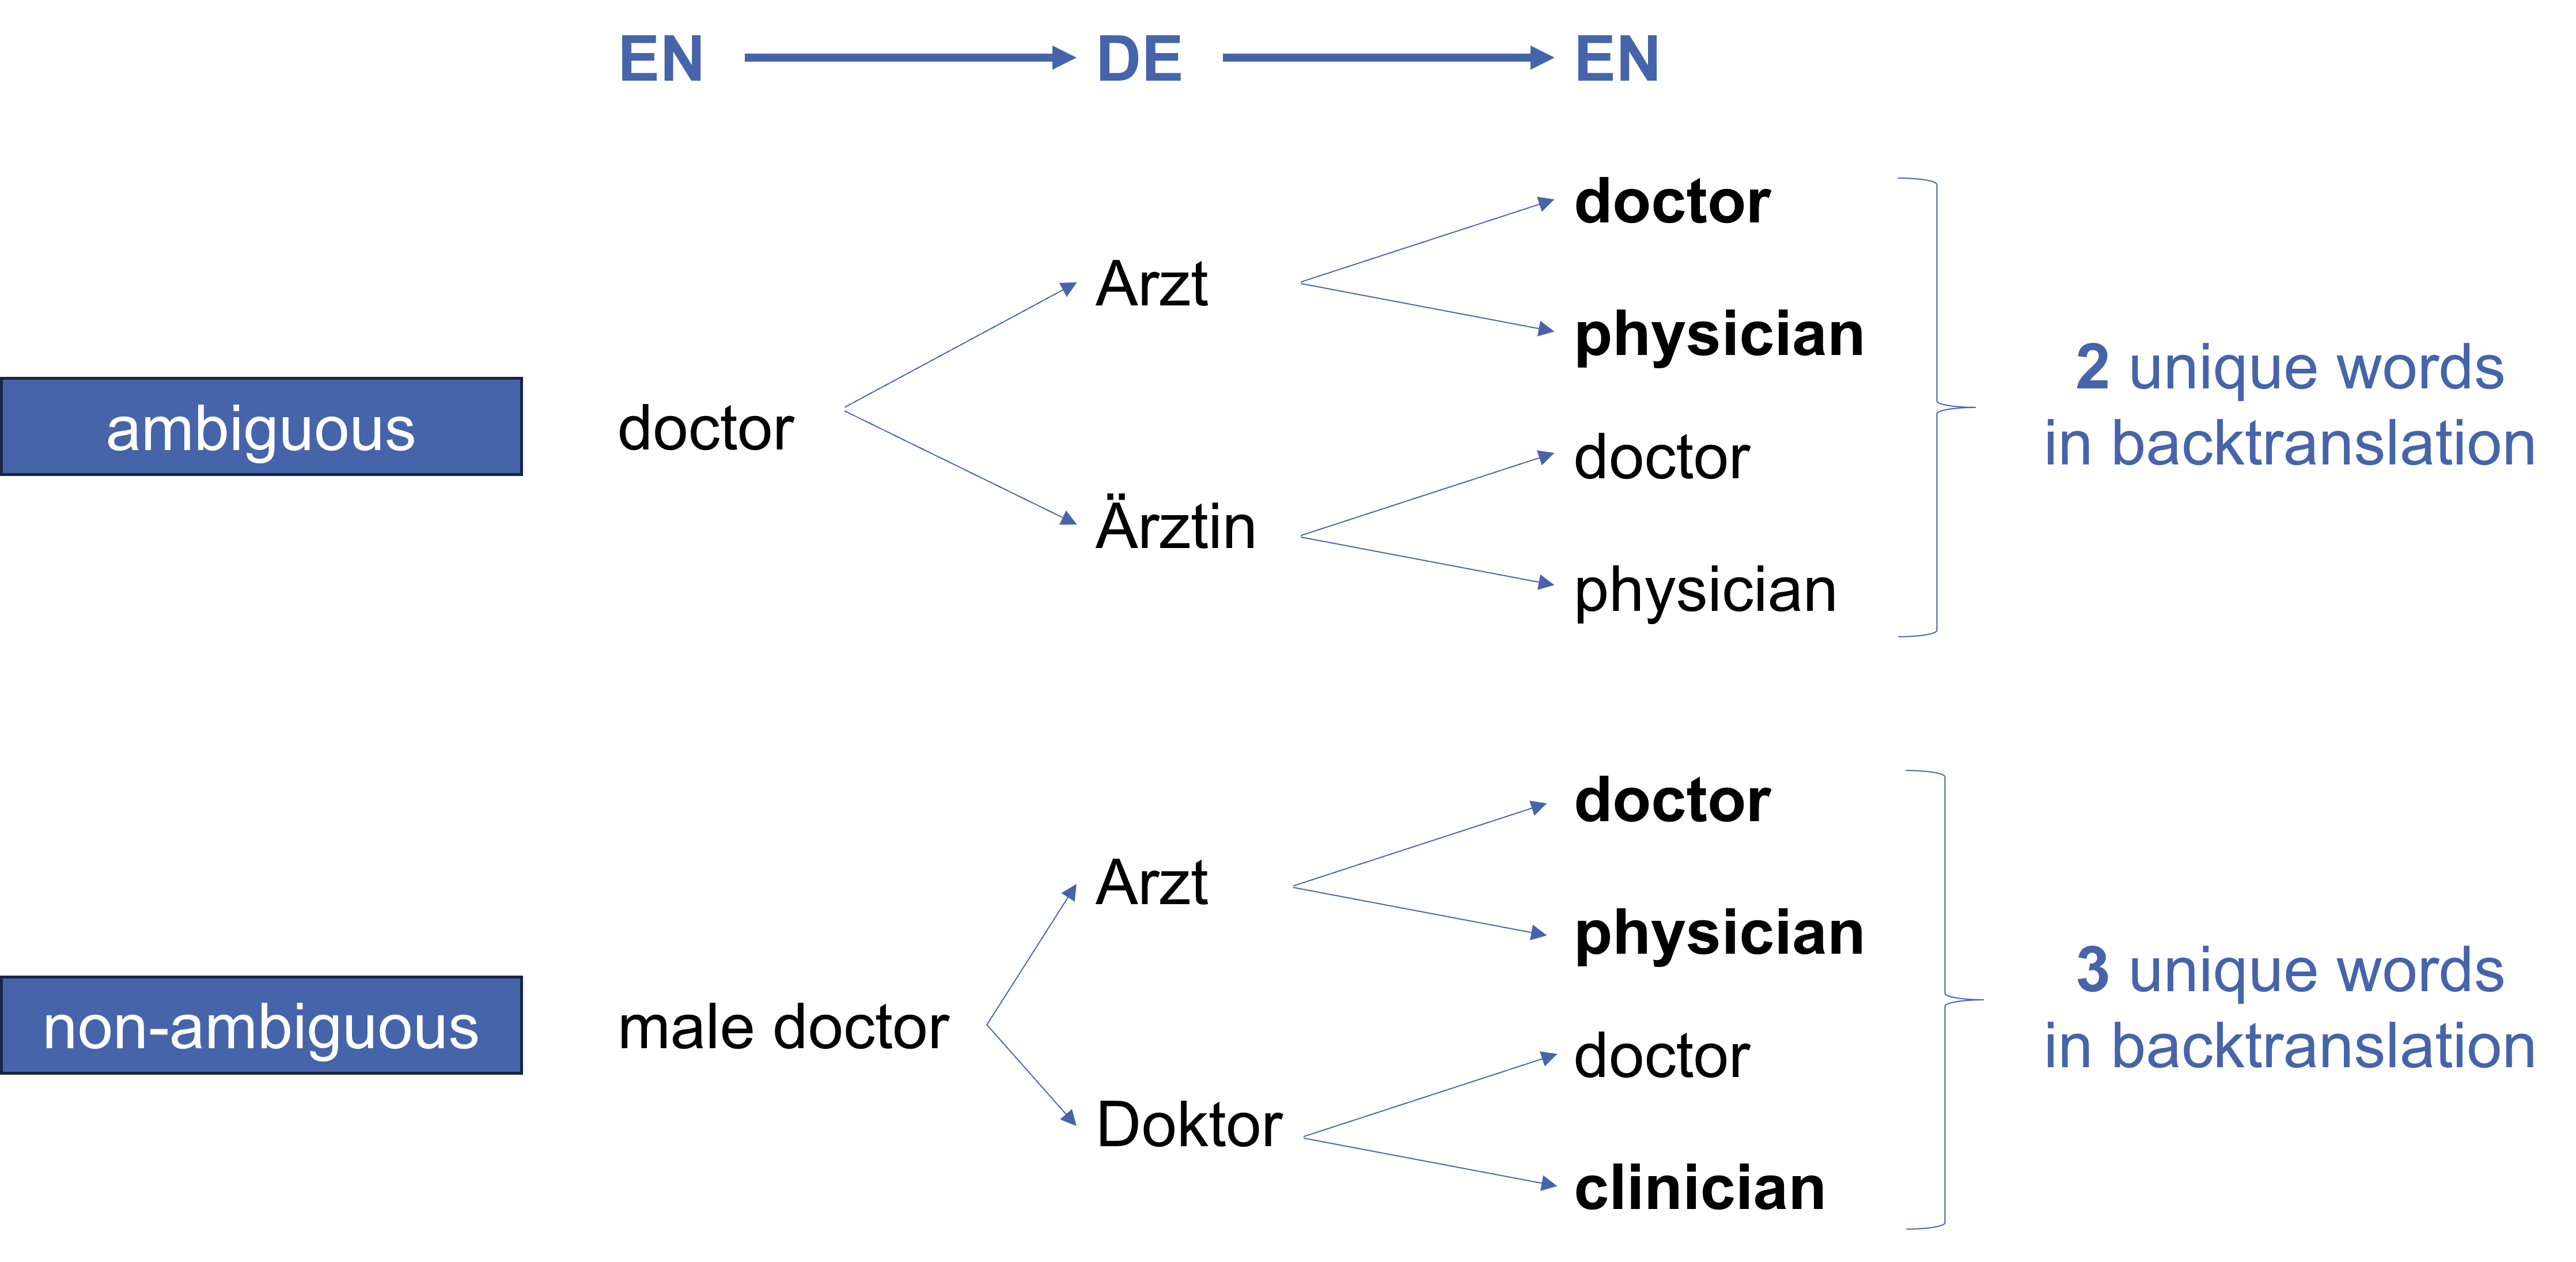 EN DE EN
ambiguous
doctor
Arzt
Ärztin
doctor
physician
doctor
physician
2 unique words
in backtranslation
non-ambiguous
male doctor
Arzt
Doktor
doctor
physician
doctor
clinician
3 unique words
in backtranslation